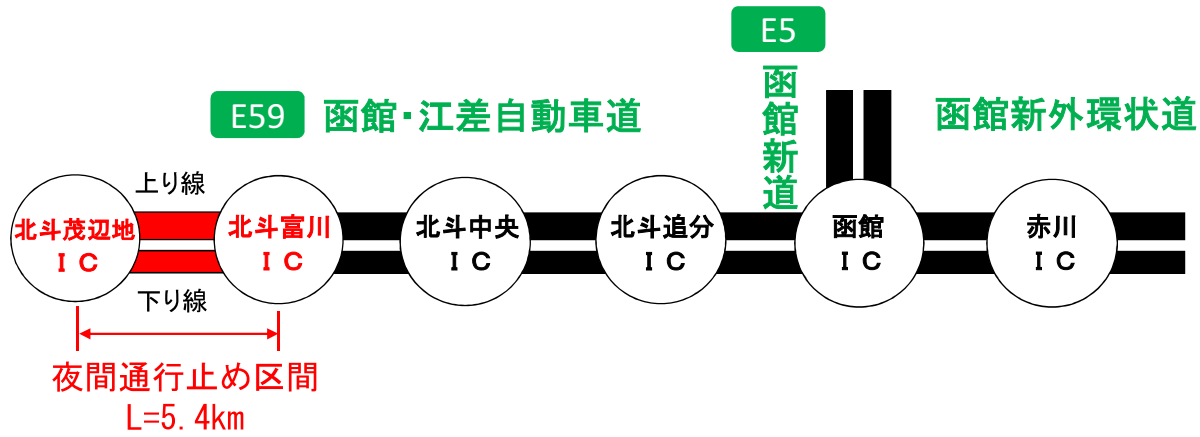 E5
函館新道
E59
函館・江差自動車道
函館新外環状道
上り線
北斗茂辺地
IC
北斗富川
IC
北斗中央
IC
北斗追分
IC
函館
IC
赤川
IC
下り線
夜間通行止め区間
L=5.4km